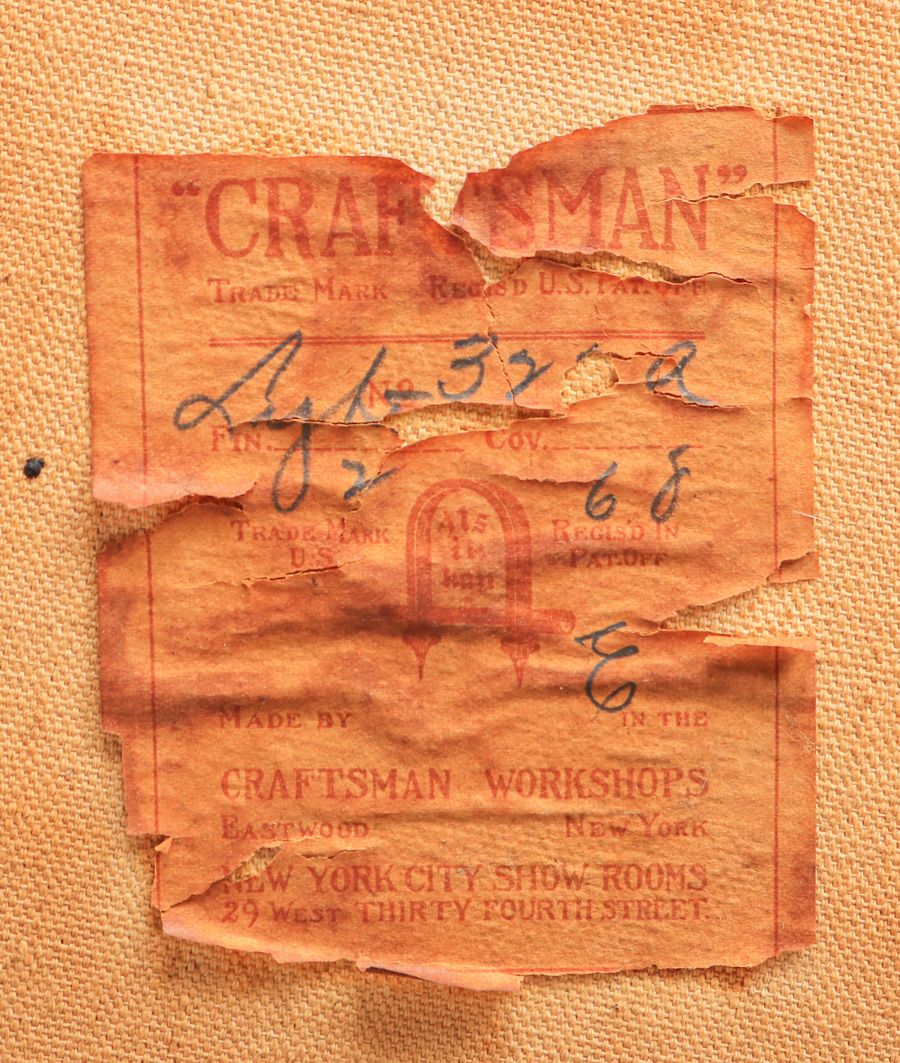 "CRAFTSMAN"
TRADE MARK REGIS'D U.S. PAT. OFF
No 32 a
FIN. COV.
2 68
TRADE MARK REGIS'D IN
U.S. PAT. OFF
Als
ik
kan
E
MADE BY IN THE
CRAFTSMAN WORKSHOPS
EASTWOOD NEW YORK
NEW YORK CITY SHOW ROOMS
29 WEST THIRTY FOURTH STREET.